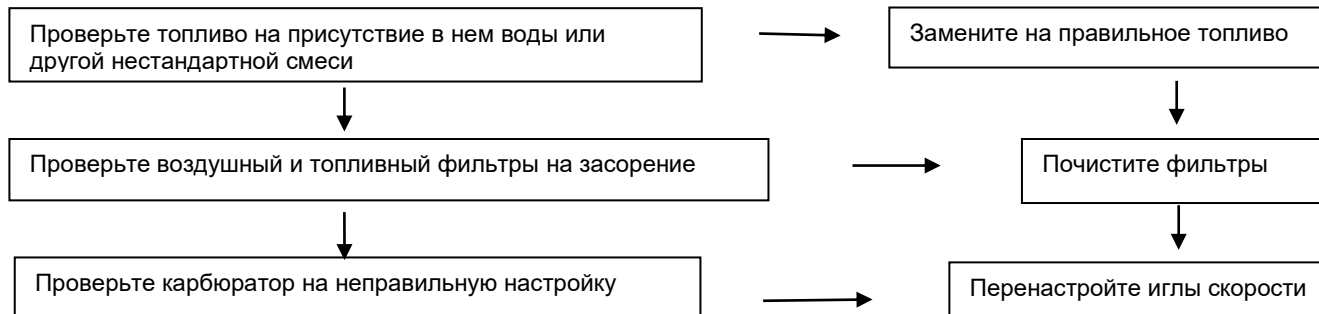 Проверьте топливо на присутствие в нем воды или
другой нестандартной смеси
Замените на правильное топливо
Проверьте воздушный и топливный фильтры на засорение
Почистите фильтры
Проверьте карбюратор на неправильную настройку
Перенастройте иглы скорости